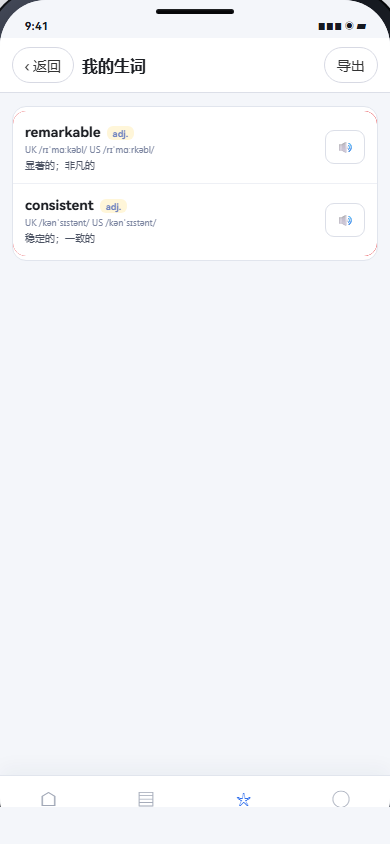 9:41
‹ 返回
我的生词
导出
remarkable adj.
UK /rɪˈmɑːkəbl/ US /rɪˈmɑːrkəbl/
显著的；非凡的
consistent adj.
UK /kənˈsɪstənt/ US /kənˈsɪstənt/
稳定的；一致的